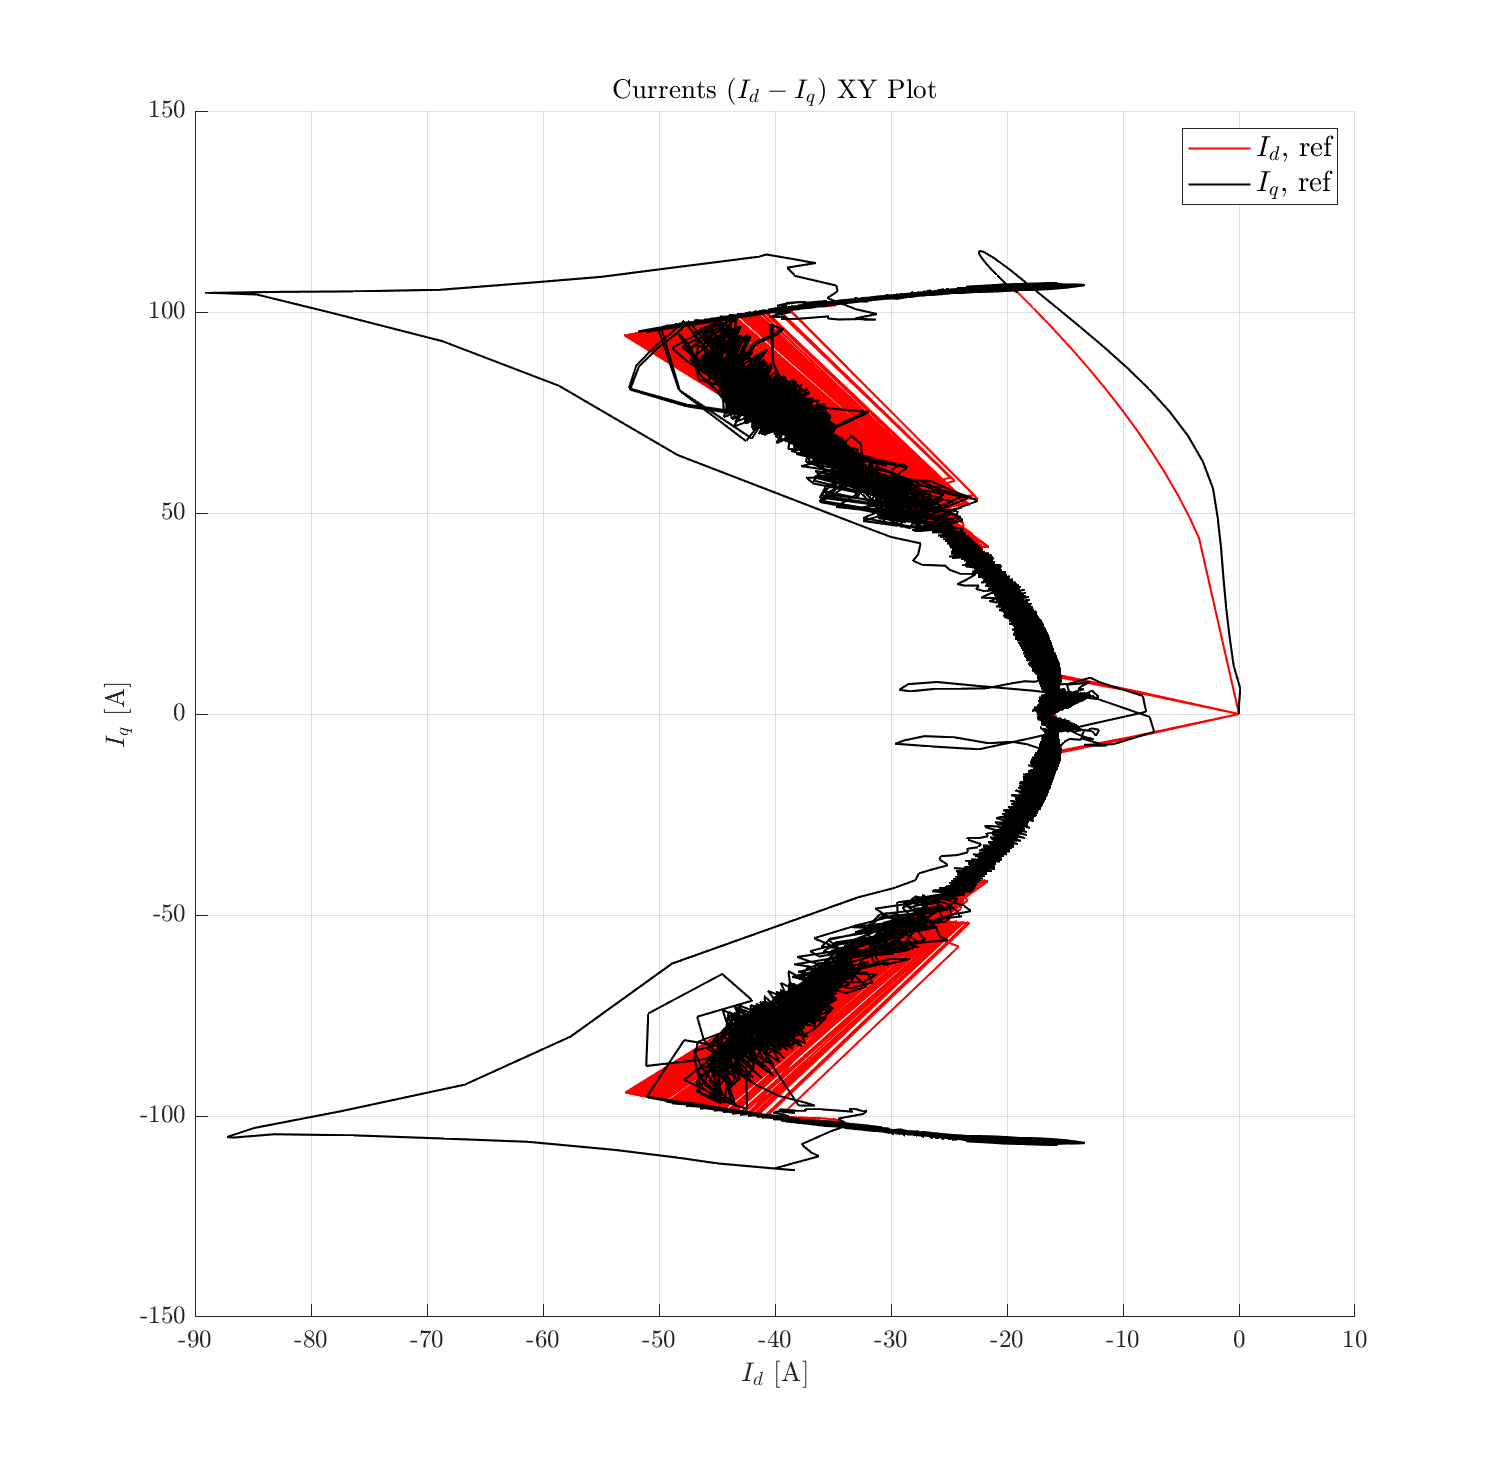 Currents (I_d − I_q) XY Plot
150
I_d, ref
I_q, ref
100
50
0
I_q [A]
-50
-100
-150
-90 -80 -70 -60 -50 -40 -30 -20 -10 0 10
I_d [A]